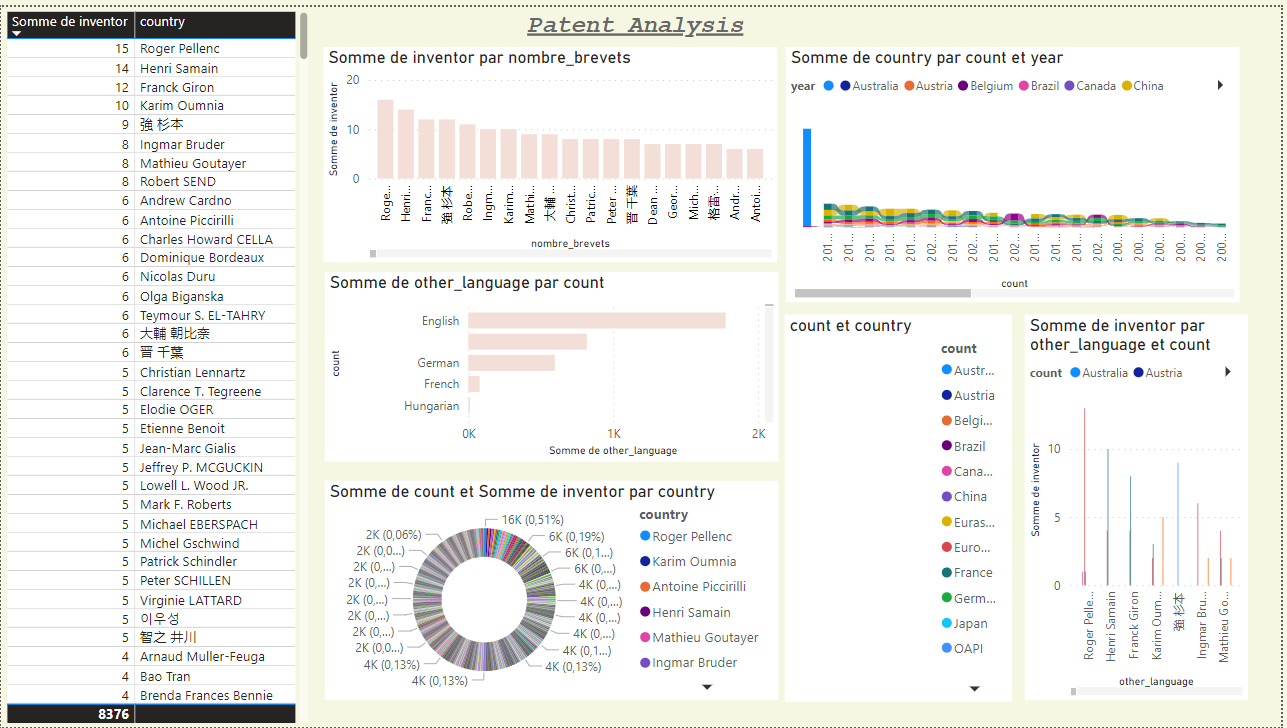 Patent Analysis
Somme de inventor country
15 Roger Pellenc
14 Henri Samain
12 Franck Giron
10 Karim Oumnia
9 強 杉本
8 Ingmar Bruder
8 Mathieu Goutayer
8 Robert SEND
6 Andrew Cardno
6 Antoine Piccirilli
6 Charles Howard CELLA
6 Dominique Bordeaux
6 Nicolas Duru
6 Olga Biganska
6 Teymour S. EL-TAHRY
6 大輔 朝比奈
6 晋 千葉
5 Christian Lennartz
5 Clarence T. Tegreene
5 Elodie OGER
5 Etienne Benoit
5 Jean-Marc Gialis
5 Jeffrey P. MCGUCKIN
5 Lowell L. Wood JR.
5 Mark F. Roberts
5 Michael EBERSPACH
5 Michel Gschwind
5 Patrick Schindler
5 Peter SCHILLEN
5 Virginie LATTARD
5 이우성
5 智之 井川
4 Arnaud Muller-Feuga
4 Bao Tran
4 Brenda Frances Bennie
8376
Somme de inventor par nombre_brevets
Somme de inventor
20
10
0
Roge...
Henri...
Franc...
強 杉本
Robe...
Ingm...
Karim...
Mathi...
大輔 ...
Christ...
Patric...
Peter ...
晋 千葉
Dean ...
Geor...
Mich...
格雷...
Andr...
Antoi...
nombre_brevets
Somme de country par count et year
year Australia Austria Belgium Brazil Canada China
201...
201...
201...
201...
201...
202...
201...
201...
201...
202...
201...
201...
201...
202...
200...
200...
200...
200...
200...
200...
count
Somme de other_language par count
count
English
German
French
Hungarian
0K 1K 2K
Somme de other_language
Somme de count et Somme de inventor par country
16K (0,51%)
6K (0,19%)
6K (0,1...)
6K (0,...)
4K (0,...)
4K (0,...)
4K (0,...)
4K (0,...)
4K (0,1...)
4K (0,13%)
4K (0,13%)
4K (0,13%)
2K (0,0...)
2K (0,...)
2K (0,...)
2K (0,...)
2K (0,...)
2K (0,...)
2K (0,0...)
2K (0,06%)
country
Roger Pellenc
Karim Oumnia
Antoine Piccirilli
Henri Samain
Mathieu Goutayer
Ingmar Bruder
count et country
count
Austr...
Austria
Belgi...
Brazil
Cana...
China
Euras...
Euro...
France
Germ...
Japan
OAPI
Somme de inventor par
other_language et count
count Australia Austria
Somme de inventor
10
5
0
Roger Pelle...
Henri Samain
Franck Giron
Karim Oum...
強 杉本
Ingmar Bru...
Mathieu Go...
other_language